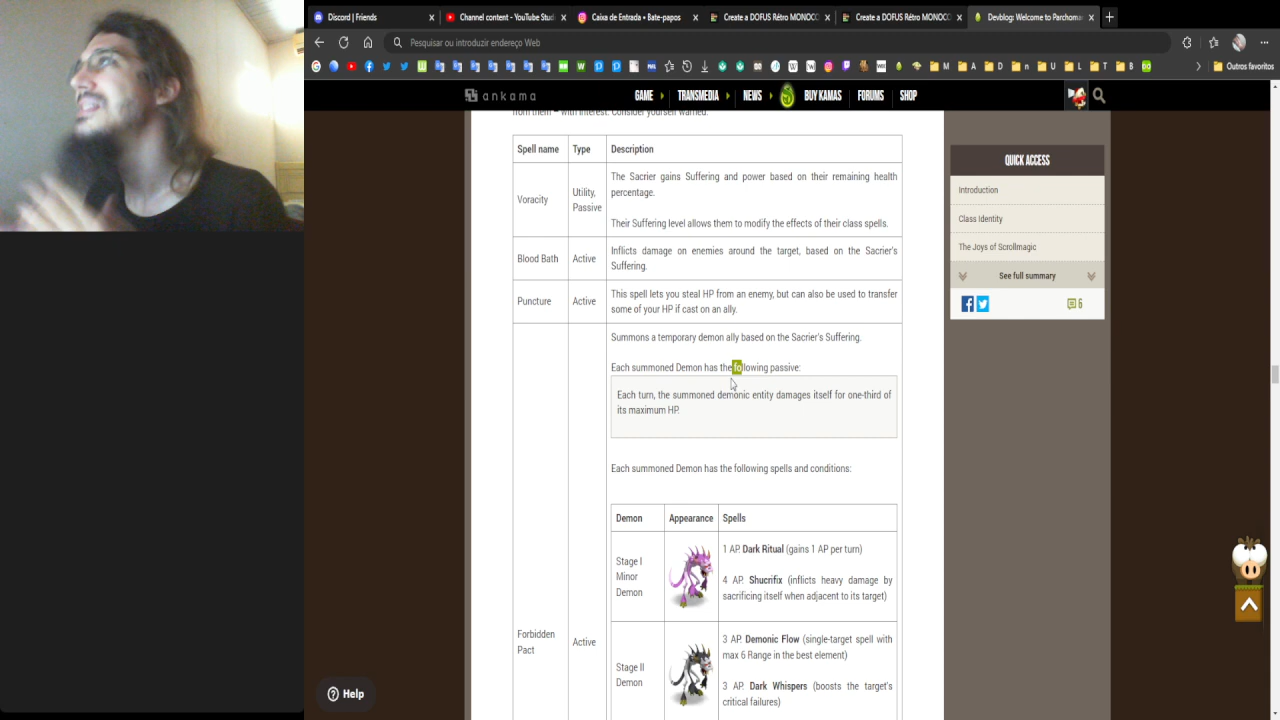 Discord | Friends
Channel content - YouTube Stud
Caixa de Entrada • Bate-papos
Create a DOFUS Rétro MONOCO
Create a DOFUS Rétro MONOCO
Devblog: Welcome to Parchoma
Pesquisar ou introduzir endereço Web
M
A
D
n
U
L
T
B
Outros favoritos
ankama
GAME
TRANSMEDIA
NEWS
BUY KAMAS
FORUMS
SHOP
from them – with interest. Consider yourself warned.
Spell name
Type
Description
Voracity
Utility,
Passive
The Sacrier gains Suffering and power based on their remaining health
percentage.
Their Suffering level allows them to modify the effects of their class spells.
Blood Bath
Active
Inflicts damage on enemies around the target, based on the Sacrier's
Suffering.
Puncture
Active
This spell lets you steal HP from an enemy, but can also be used to transfer
some of your HP if cast on an ally.
Forbidden
Pact
Active
Summons a temporary demon ally based on the Sacrier's Suffering.
Each summoned Demon has the following passive:
Each turn, the summoned demonic entity damages itself for one-third of
its maximum HP.
Each summoned Demon has the following spells and conditions:
Demon
Appearance
Spells
Stage I
Minor
Demon
1 AP. Dark Ritual (gains 1 AP per turn)
4 AP. Shucrifix (inflicts heavy damage by
sacrificing itself when adjacent to its target)
Stage II
Demon
3 AP. Demonic Flow (single-target spell with
max 6 Range in the best element)
3 AP. Dark Whispers (boosts the target's
critical failures)
QUICK ACCESS
Introduction
Class Identity
The Joys of Scrollmagic
See full summary
6
Help